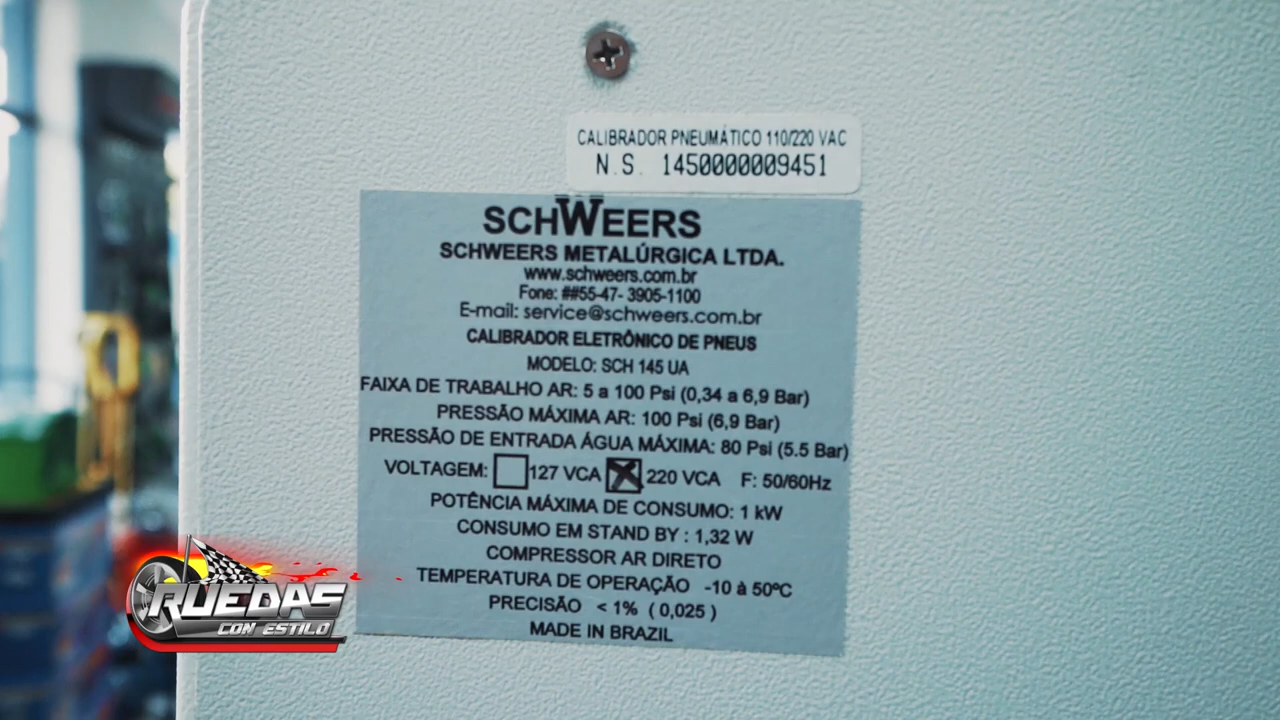 CALIBRADOR PNEUMÁTICO 110/220 VAC
N.S. 1450000009451
SCHWEERS
SCHWEERS METALÚRGICA LTDA.
www.schweers.com.br
Fone: ##55-47- 3905-1100
E-mail: service@schweers.com.br
CALIBRADOR ELETRÔNICO DE PNEUS
MODELO: SCH 145 UA
FAIXA DE TRABALHO AR: 5 a 100 Psi (0,34 a 6,9 Bar)
PRESSÃO MÁXIMA AR: 100 Psi (6,9 Bar)
PRESSÃO DE ENTRADA ÁGUA MÁXIMA: 80 Psi (5.5 Bar)
VOLTAGEM: 127 VCA X 220 VCA F: 50/60Hz
POTÊNCIA MÁXIMA DE CONSUMO: 1 kW
CONSUMO EM STAND BY : 1,32 W
COMPRESSOR AR DIRETO
TEMPERATURA DE OPERAÇÃO -10 à 50ºC
PRECISÃO < 1% ( 0,025 )
MADE IN BRAZIL
RUEDAS
CON ESTILO